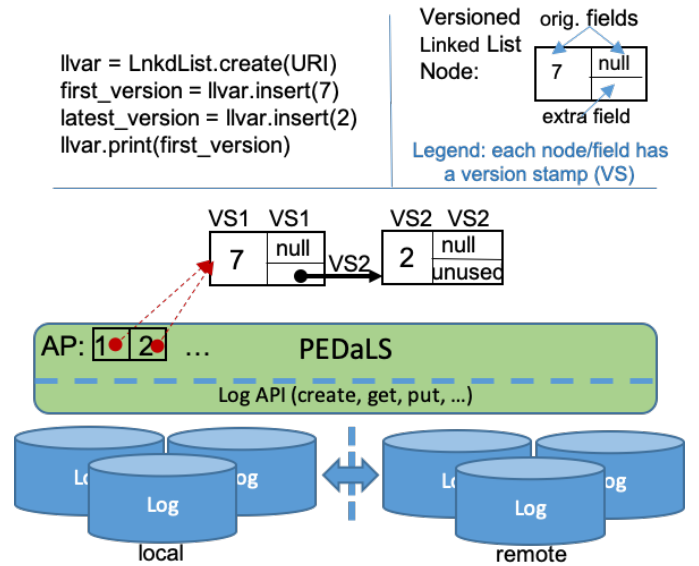 llvar = LnkdList.create(URI)
first_version = llvar.insert(7)
latest_version = llvar.insert(2)
llvar.print(first_version)
Versioned
Linked List
Node:
orig. fields
7 null
extra field
Legend: each node/field has
a version stamp (VS)
VS1 VS1
7 null
VS2
VS2 VS2
2 null
unused
AP: 1 2 ... PEDaLS
Log API (create, get, put, ...)
Log
local
Log
remote